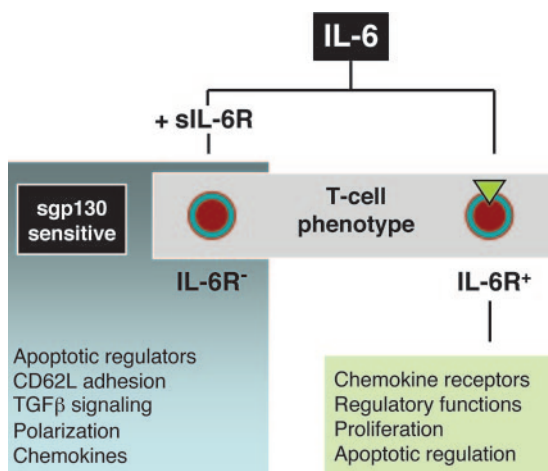 IL-6
+ sIL-6R
sgp130
sensitive
T-cell
phenotype
IL-6R⁻
IL-6R⁺
Apoptotic regulators
CD62L adhesion
TGFβ signaling
Polarization
Chemokines
Chemokine receptors
Regulatory functions
Proliferation
Apoptotic regulation